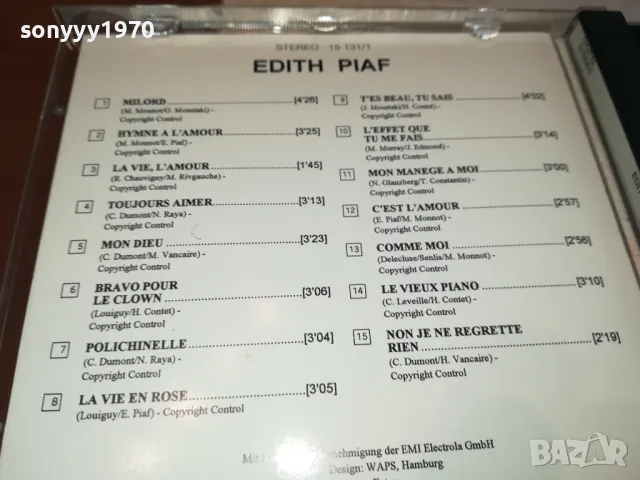 sonyyy1970
STEREO 15 131/1
EDITH PIAF
1 MILORD [4'26]
(M. Monnot/G. Moustaki) -
Copyright Control
2 HYMNE A L'AMOUR [3'25]
(M. Monnot/E. Piaf) -
Copyright Control
3 LA VIE, L'AMOUR [1'45]
(R. Chauvigny/M. Rivgauche) -
Copyright Control
4 TOUJOURS AIMER [3'13]
(C. Dumont/N. Raya) -
Copyright Control
5 MON DIEU [3'23]
(C. Dumont/M. Vancaire) -
Copyright Control
6 BRAVO POUR
LE CLOWN [3'06]
(Louiguy/H. Contet) -
Copyright Control
7 POLICHINELLE [3'04]
(C. Dumont/N. Raya) -
Copyright Control
8 LA VIE EN ROSE [3'05]
(Louiguy/E. Piaf) - Copyright Control
9 T'ES BEAU, TU SAIS [4'02]
(J. Moustaki/H. Contet) -
Copyright Control
10 L'EFFET QUE
TU ME FAIS [3'14]
(M. Murray/J. Edmond) -
Copyright Control
11 MON MANEGE A MOI [3'00]
(N. Glanzberg/T. Constantin) -
Copyright Control
12 C'EST L'AMOUR [2'57]
(E. Piaf/M. Monnot) -
Copyright Control
13 COMME MOI [2'56]
(Delecluse/Senlis/M. Monnot) -
Copyright Control
14 LE VIEUX PIANO [3'10]
(C. Leveille/H. Contet) -
Copyright Control
15 NON JE NE REGRETTE
RIEN [2'19]
(C. Dumont/H. Vancaire) -
Copyright Control
Mit der EMI Electrola GmbH
Design: WAPS, Hamburg
BAZAR